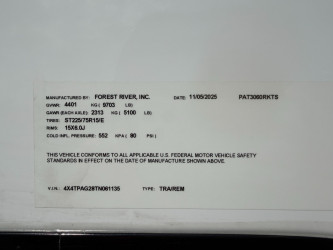 MANUFACTURED BY: FOREST RIVER, INC. DATE: 11/05/2025 PAT3060RKTS
GVWR: 4401 KG.( 9703 LB)
GAWR (EACH AXLE): 2313 KG.( 5100 LB)
TIRES: ST225/75R15/E
RIMS: 15X6.0J
COLD INFL. PRESSURE: 552 KPA ( 80 PSI )
THIS VEHICLE CONFORMS TO ALL APPLICABLE U.S. FEDERAL MOTOR VEHICLE SAFETY
STANDARDS IN EFFECT ON THE DATE OF MANUFACTURE SHOWN ABOVE.
V.I.N.: 4X4TPAG28TN061135 TYPE: TRA/REM